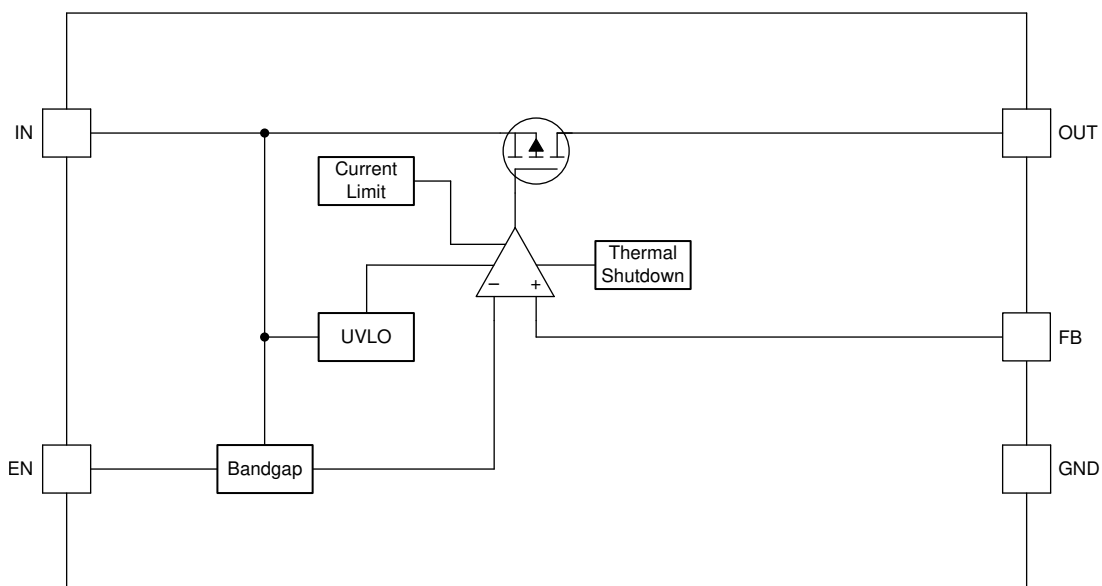 IN
OUT
Current
Limit
Thermal
Shutdown
− +
UVLO
FB
EN
Bandgap
GND